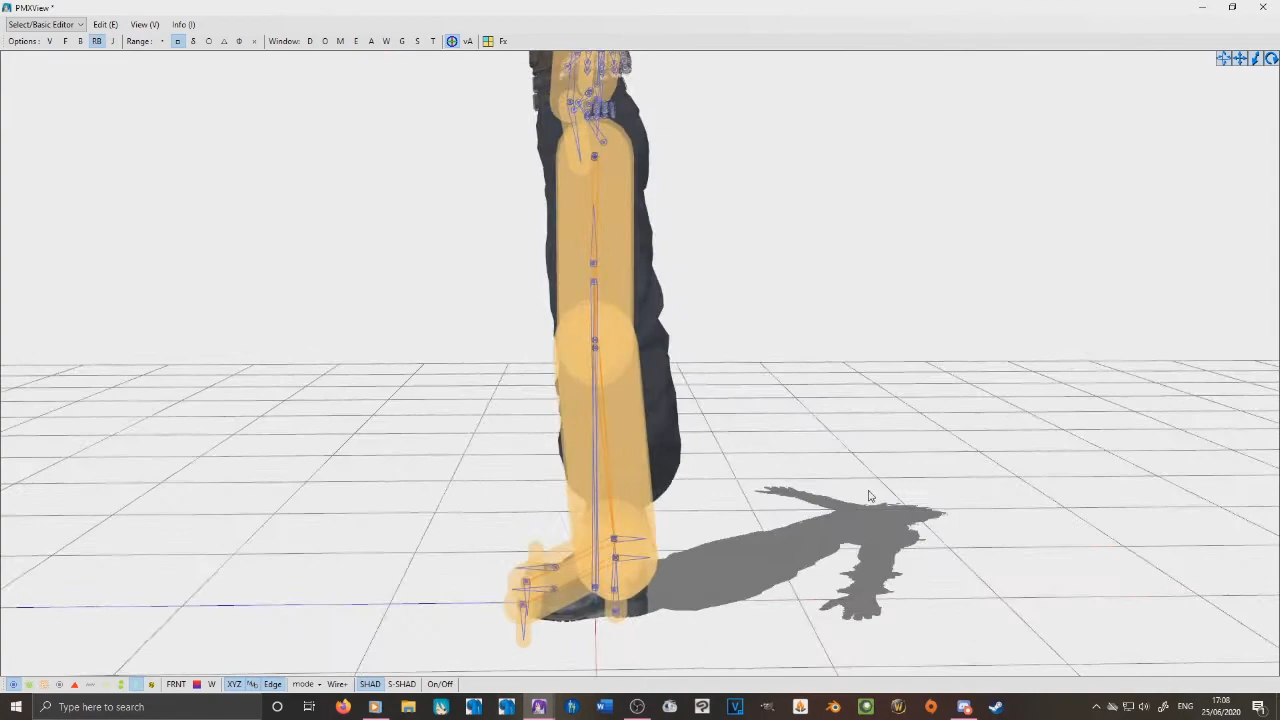 PMXView *
Select/Basic Editor Edit (E) View (V) Info (I)
Options: V F B RB J Range: · □ δ O △ Φ × Window: D O M E A W G S T vA Fx
FRNT W XYZ Edge mode Wire+ SHAD S-SHAD On/Off
Type here to search
ENG
17:08
25/06/2020